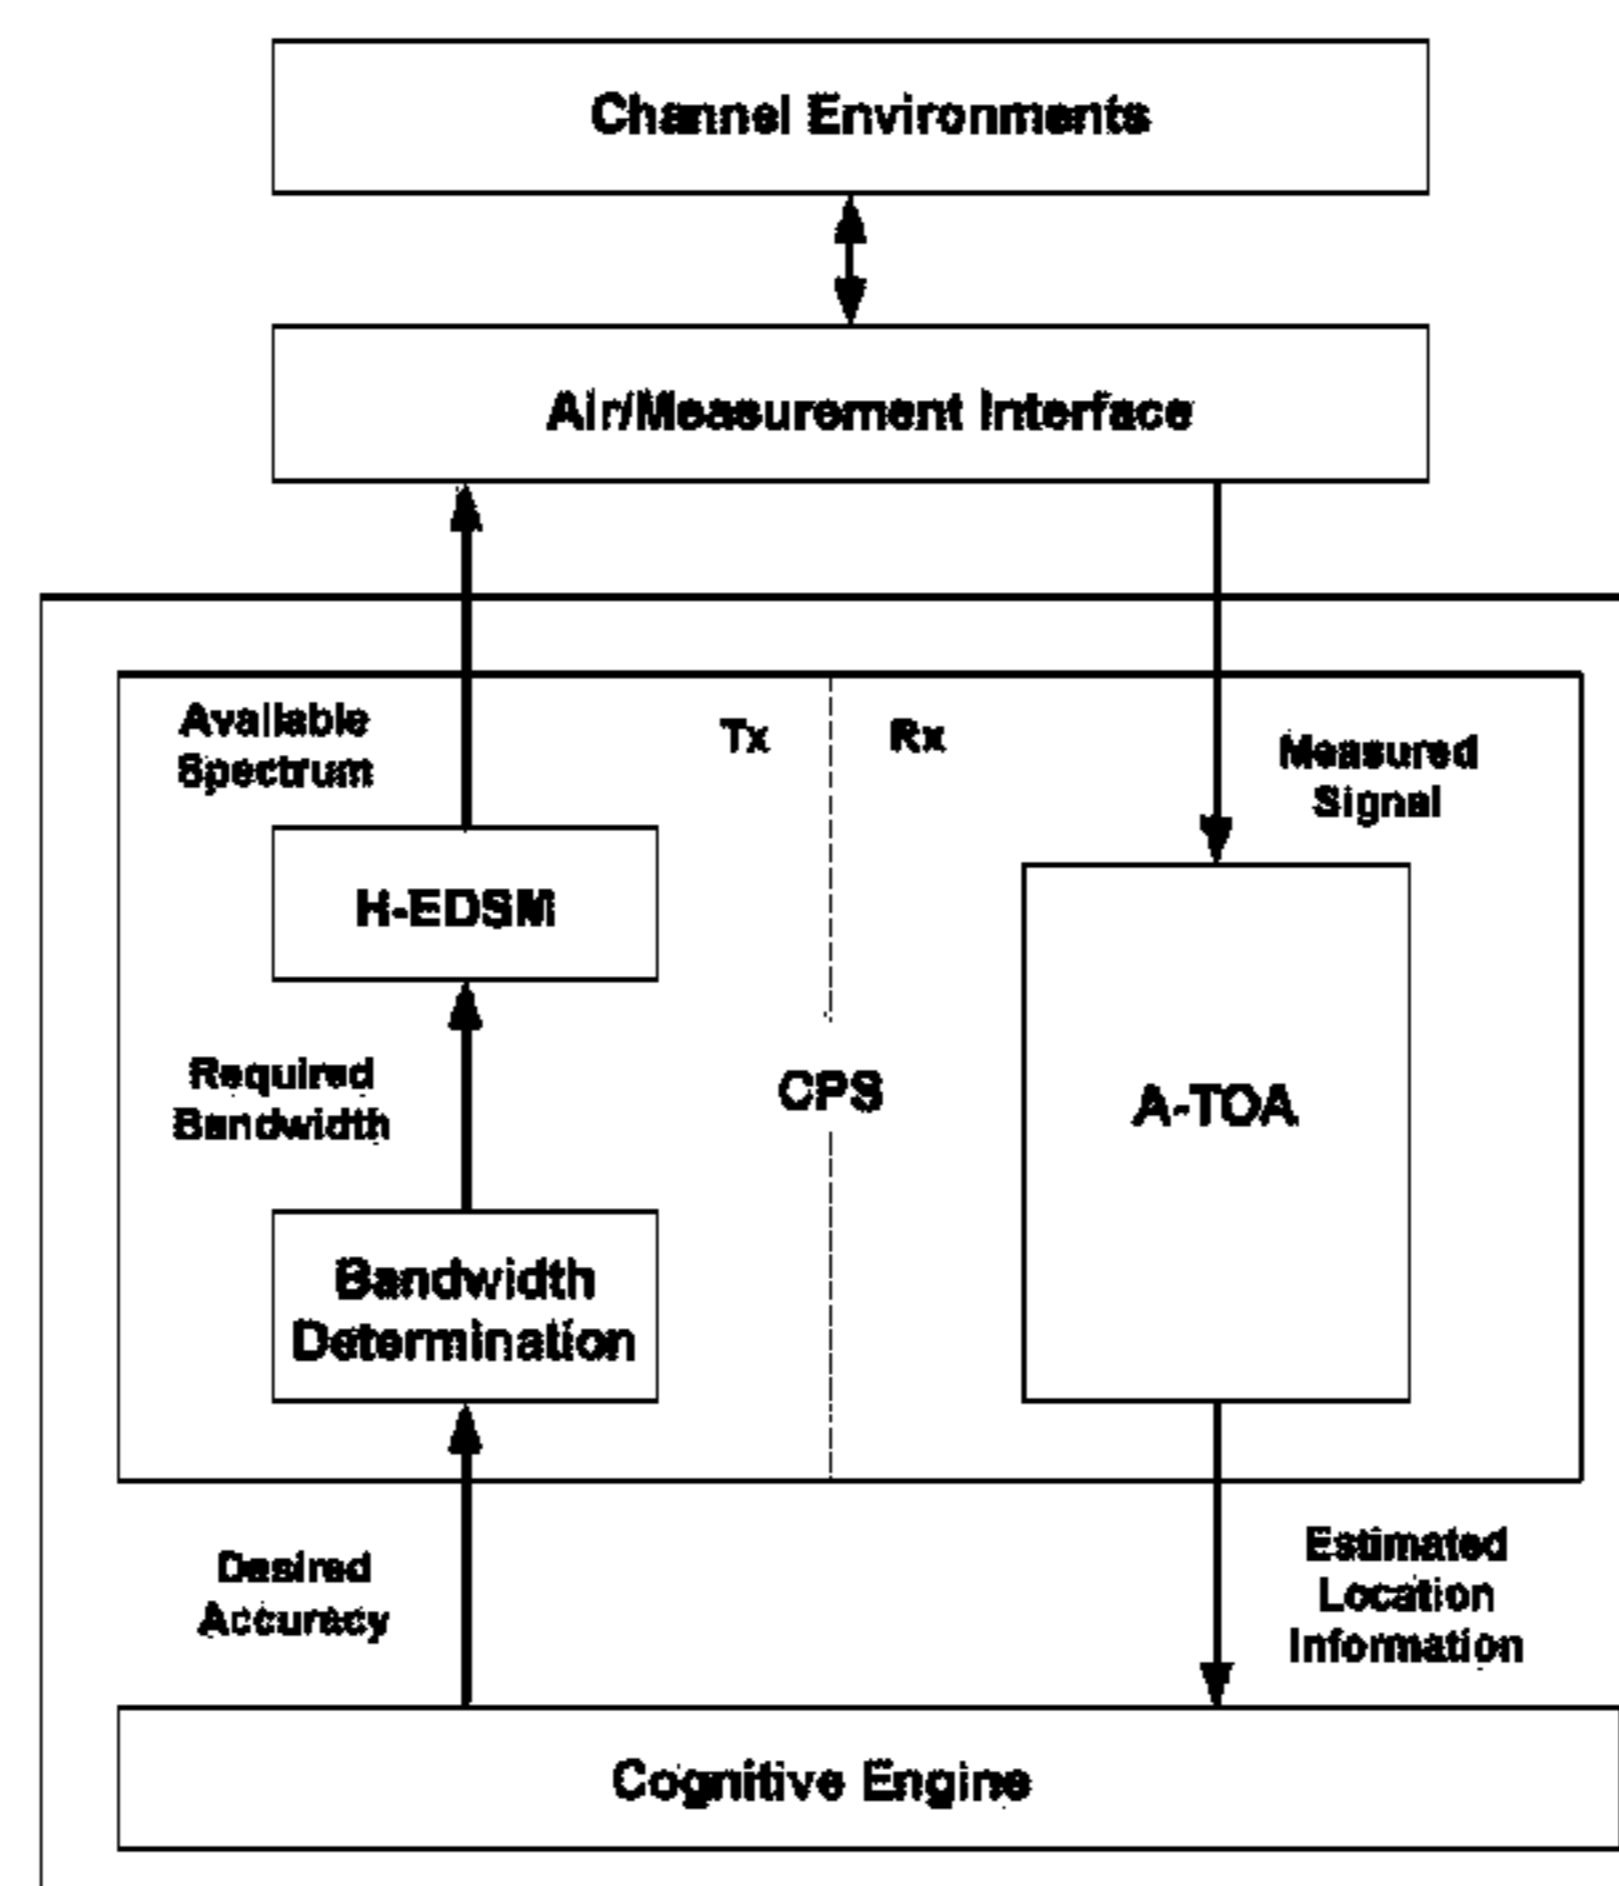 Channel Environments
Air/Measurement Interface
Available
Spectrum
Tx
Rx
Measured
Signal
H-EDSM
Required
Bandwidth
CPS
A-TOA
Bandwidth
Determination
Desired
Accuracy
Estimated
Location
Information
Cognitive Engine